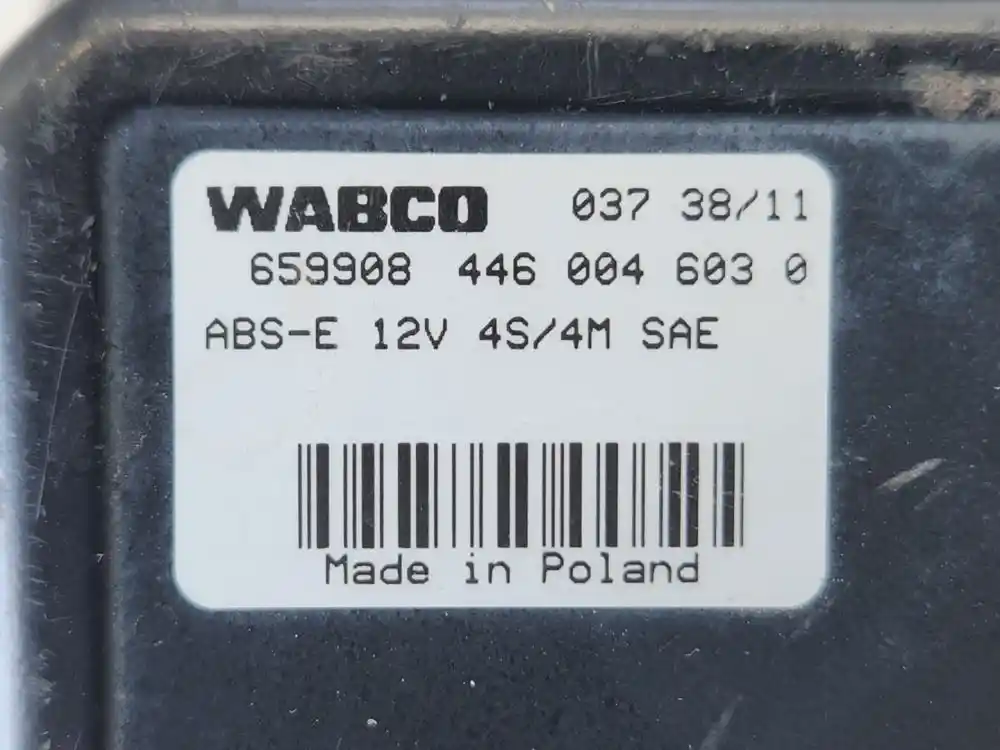 WABCO 037 38/11
659908 446 004 603 0
ABS-E 12V 4S/4M SAE
Made in Poland